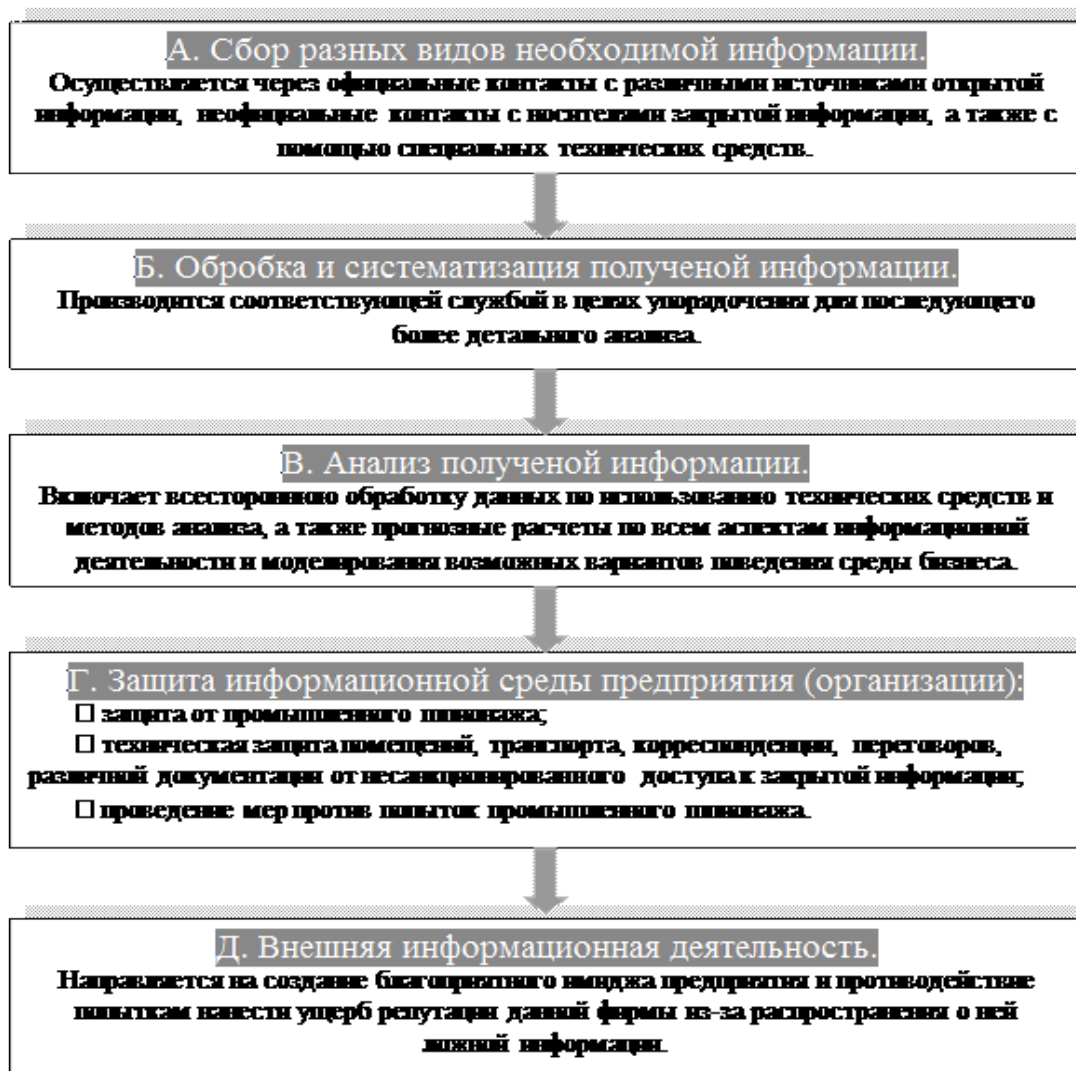 А. Сбор разных видов необходимой информации.
Осуществляется через официальные контакты с различными источниками открытой
информации, неофициальные контакты с носителями закрытой информации, а также с
помощью специальных технических средств.
Б. Обробка и систематизация полученой информации.
Производится соответствующей службой в целях упорядочения для последующего
более детального анализа.
В. Анализ полученой информации.
Включает всестороннюю обработку данных по использованию технических средств и
методов анализа, а также прогнозные расчеты по всем аспектам информационной
деятельности и моделирования возможных вариантов поведения среды бизнеса.
Г. Защита информационной среды предприятия (организации):
□ защита от промышленного шпионажа;
□ техническая защита помещений, транспорта, корреспонденции, переговоров,
различной документации от несанкционированного доступа к закрытой информации;
□ проведение мер против попыток промышленного шпионажа.
Д. Внешняя информационная деятельность.
Направляется на создание благоприятного имиджа предприятия и противодействие
попыткам нанести ущерб репутации данной фирмы из-за распространения о ней
ложной информации.